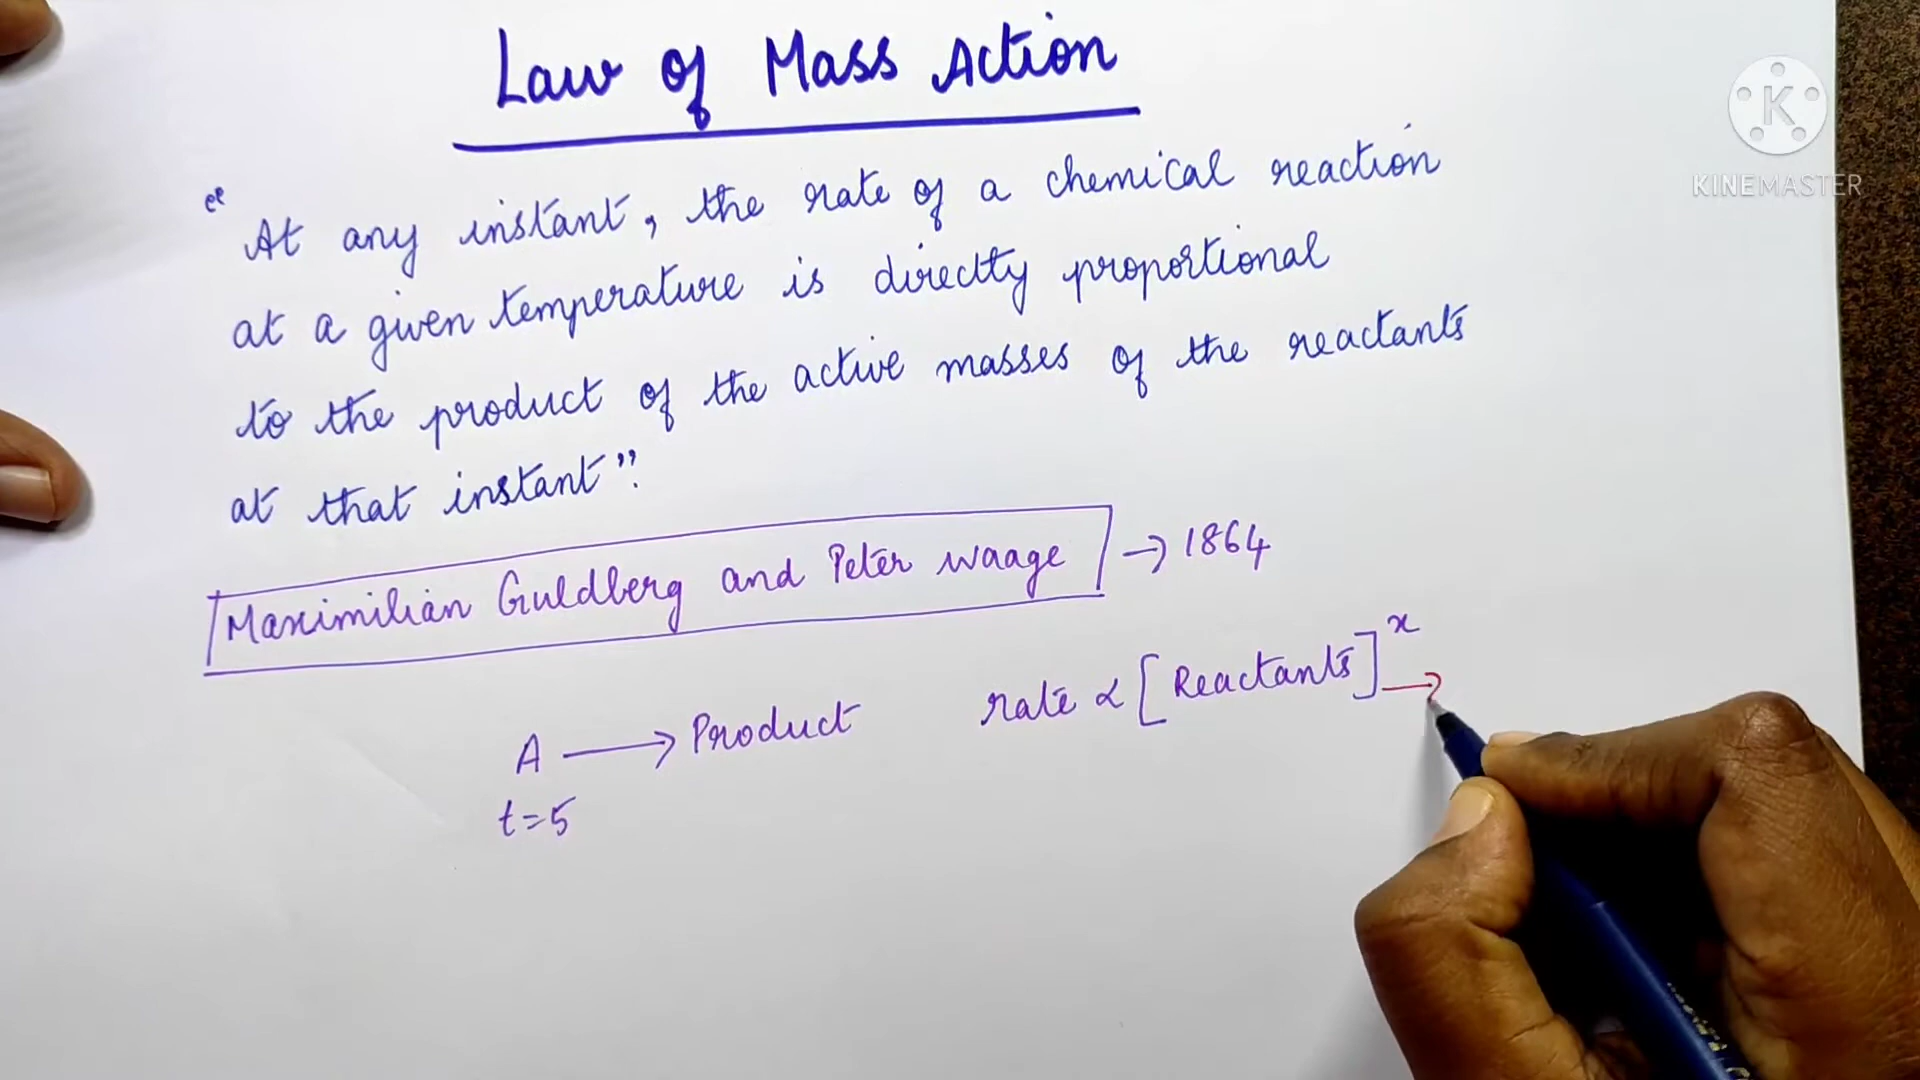 Law of Mass Action
K
KINEMASTER
"At any instant, the rate of a chemical reaction
at a given temperature is directly proportional
to the product of the active masses of the reactants
at that instant".
Maximilian Guldberg and Peter waage → 1864
rate ∝ [Reactants]^x →
A ⟶ Product
t=5